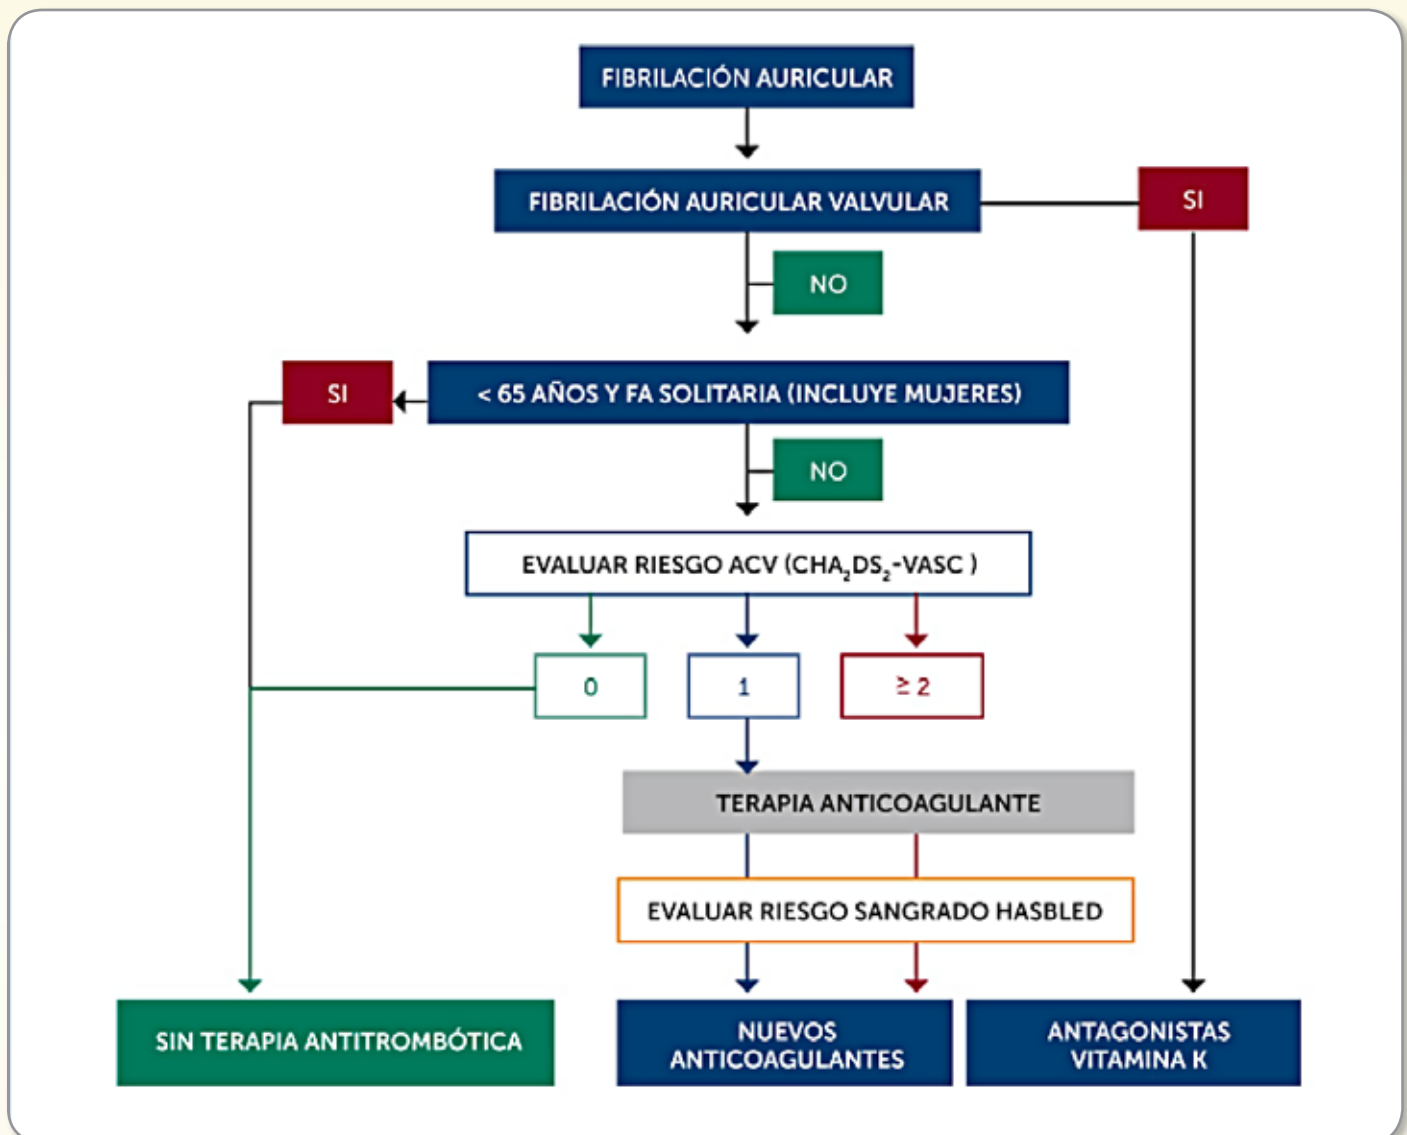 FIBRILACIÓN AURICULAR
FIBRILACIÓN AURICULAR VALVULAR
SI
NO
SI
< 65 AÑOS Y FA SOLITARIA (INCLUYE MUJERES)
NO
EVALUAR RIESGO ACV (CHA₂DS₂-VASC )
0
1
≥ 2
TERAPIA ANTICOAGULANTE
EVALUAR RIESGO SANGRADO HASBLED
SIN TERAPIA ANTITROMBÓTICA
NUEVOS
ANTICOAGULANTES
ANTAGONISTAS
VITAMINA K